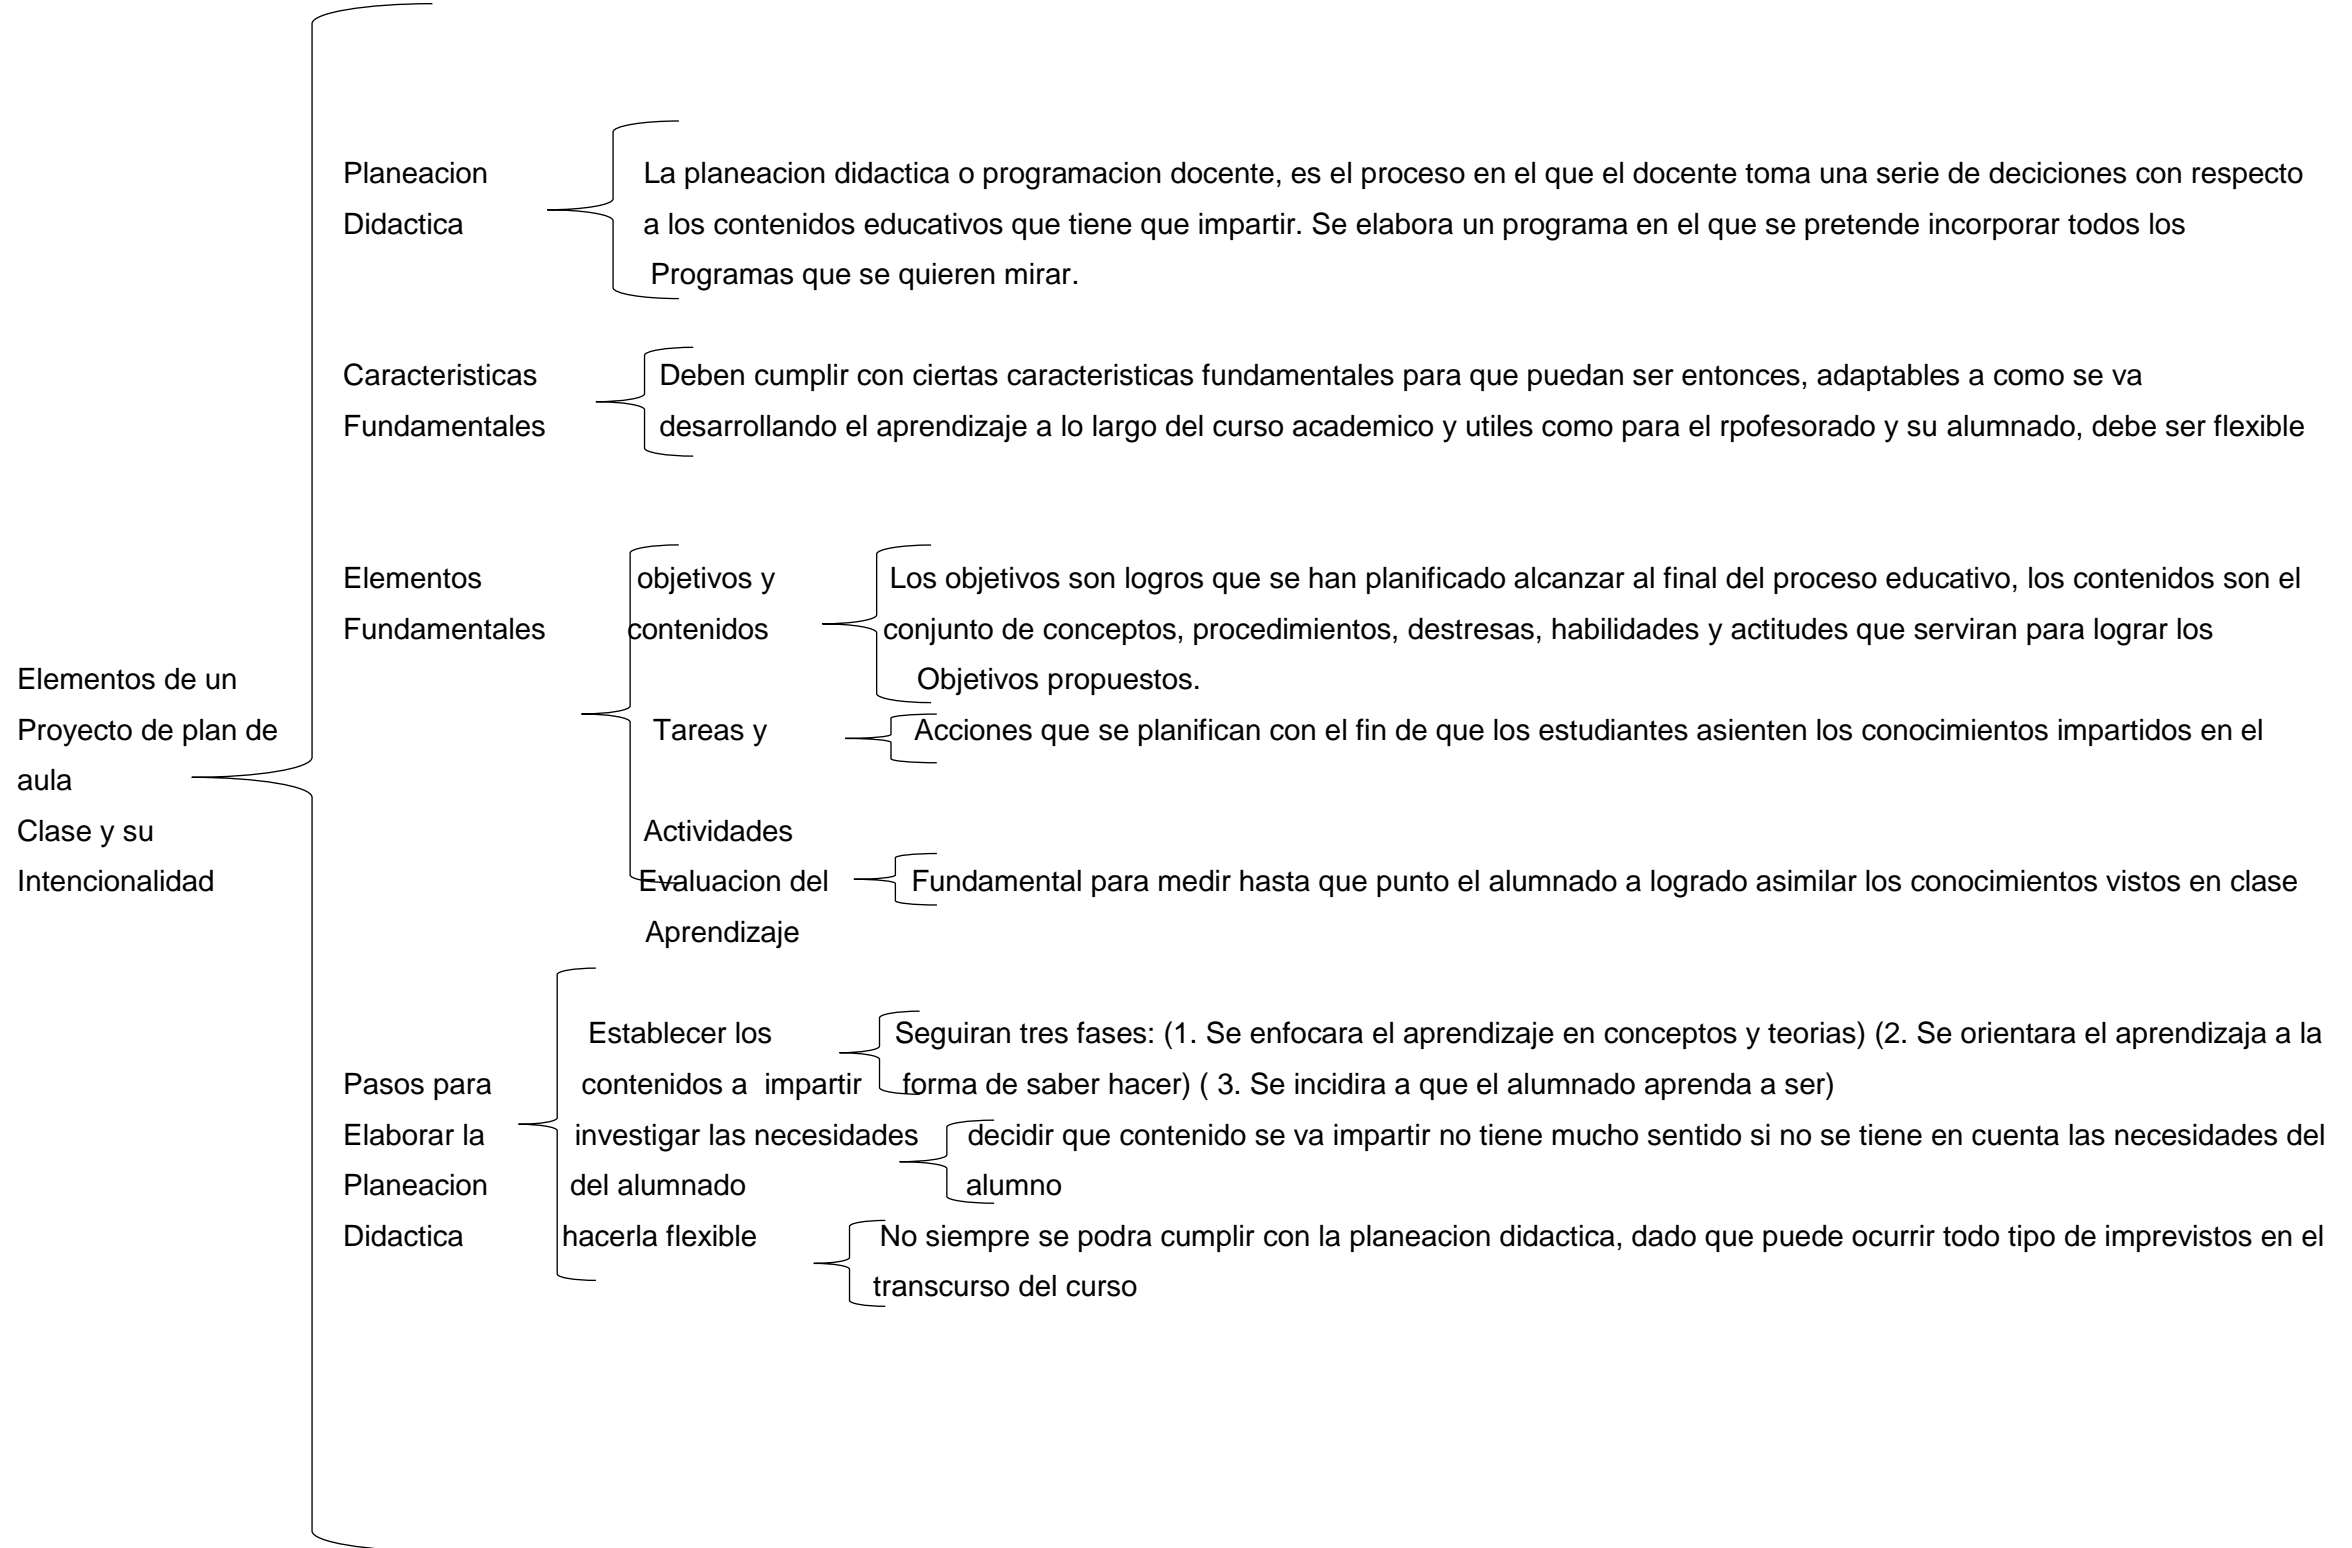 Planeacion
Didactica
La planeacion didactica o programacion docente, es el proceso en el que el docente toma una serie de deciciones con respecto
a los contenidos educativos que tiene que impartir. Se elabora un programa en el que se pretende incorporar todos los
Programas que se quieren mirar.
Caracteristicas
Fundamentales
Deben cumplir con ciertas caracteristicas fundamentales para que puedan ser entonces, adaptables a como se va
desarrollando el aprendizaje a lo largo del curso academico y utiles como para el rpofesorado y su alumnado, debe ser flexible
Elementos
Fundamentales
objetivos y
contenidos
Los objetivos son logros que se han planificado alcanzar al final del proceso educativo, los contenidos son el
conjunto de conceptos, procedimientos, destresas, habilidades y actitudes que serviran para lograr los
Objetivos propuestos.
Elementos de un
Proyecto de plan de
aula
Clase y su
Intencionalidad
Tareas y
Actividades
Acciones que se planifican con el fin de que los estudiantes asienten los conocimientos impartidos en el
Evaluacion del
Aprendizaje
Fundamental para medir hasta que punto el alumnado a logrado asimilar los conocimientos vistos en clase
Pasos para
Elaborar la
Planeacion
Didactica
Establecer los
contenidos a impartir
Seguiran tres fases: (1. Se enfocara el aprendizaje en conceptos y teorias) (2. Se orientara el aprendizaja a la
forma de saber hacer) ( 3. Se incidira a que el alumnado aprenda a ser)
investigar las necesidades
del alumnado
decidir que contenido se va impartir no tiene mucho sentido si no se tiene en cuenta las necesidades del
alumno
hacerla flexible
No siempre se podra cumplir con la planeacion didactica, dado que puede ocurrir todo tipo de imprevistos en el
transcurso del curso